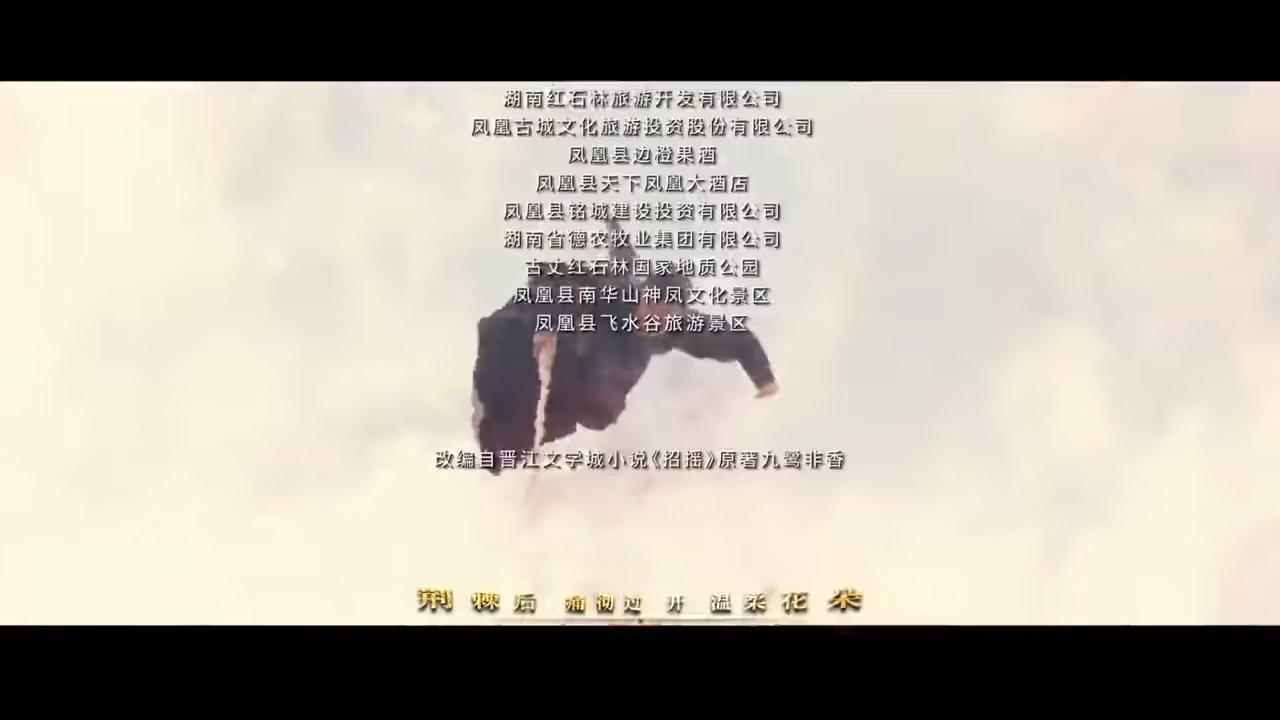 湖南红石林旅游开发有限公司
凤凰古城文化旅游投资股份有限公司
凤凰县边橙果酒
凤凰县天下凤凰大酒店
凤凰县铭城建设投资有限公司
湖南省德农牧业集团有限公司
古丈红石林国家地质公园
凤凰县南华山神凤文化景区
凤凰县飞水谷旅游景区
改编自晋江文学城小说《招摇》原著九鹭非香
荆棘后 痛彻过 开 温柔花朵